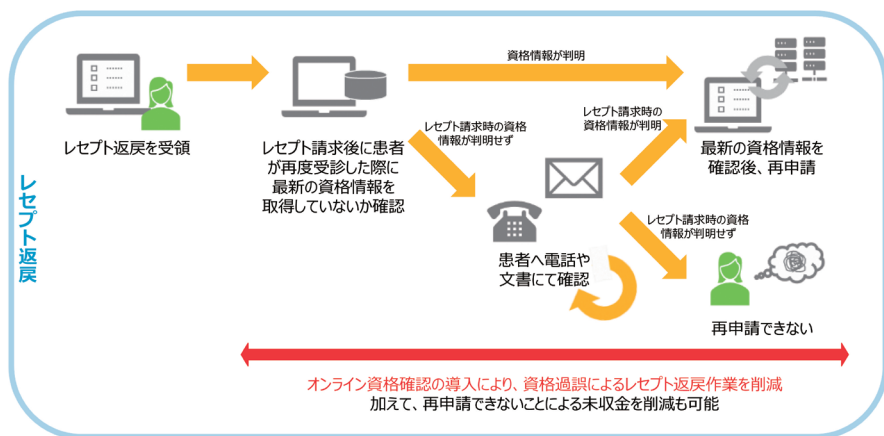 レセプト返戻
レセプト返戻を受領
レセプト請求後に患者
が再度受診した際に
最新の資格情報を
取得していないか確認
資格情報が判明
レセプト請求時の資格
情報が判明せず
患者へ電話や
文書にて確認
レセプト請求時の
資格情報が判明
最新の資格情報を
確認後、再申請
レセプト請求時の資格
情報が判明せず
再申請できない
オンライン資格確認の導入により、資格過誤によるレセプト返戻作業を削減
加えて、再申請できないことによる未収金を削減も可能